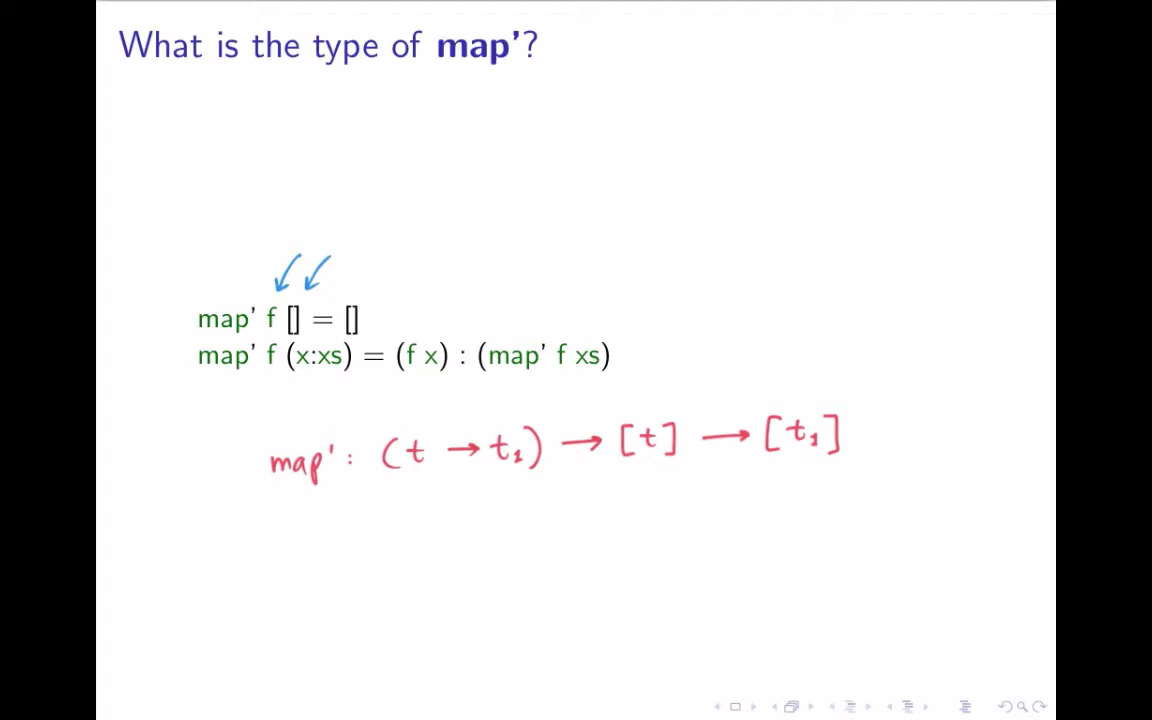 What is the type of map'?
map' f [] = []
map' f (x:xs) = (f x) : (map' f xs)
map' : (t → t₁) → [t] → [t₁]